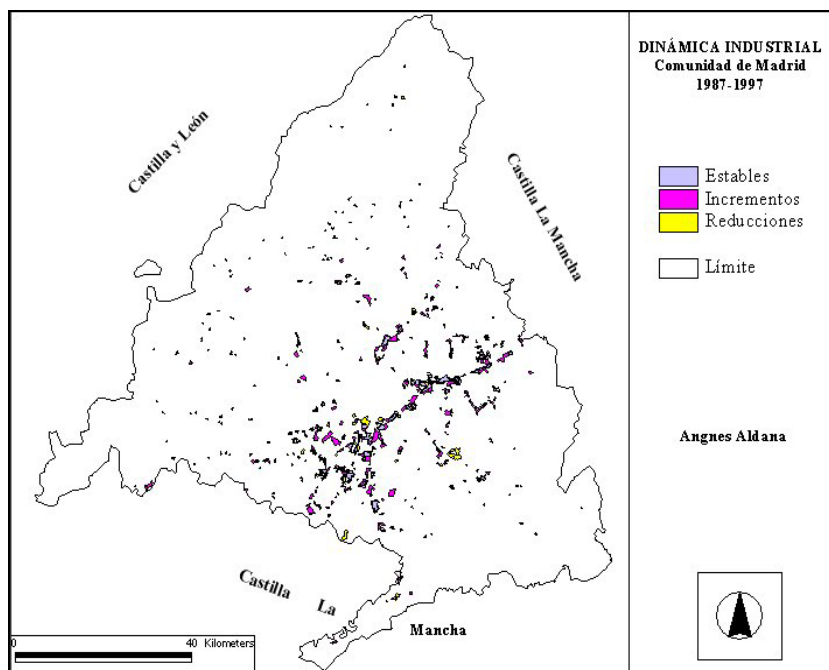 DINÁMICA INDUSTRIAL
Comunidad de Madrid
1987-1997
Castilla y León
Castilla La Mancha
Estables
Incrementos
Reducciones
Límite
Angnes Aldana
Castilla La
Mancha
0 40 Kilometers